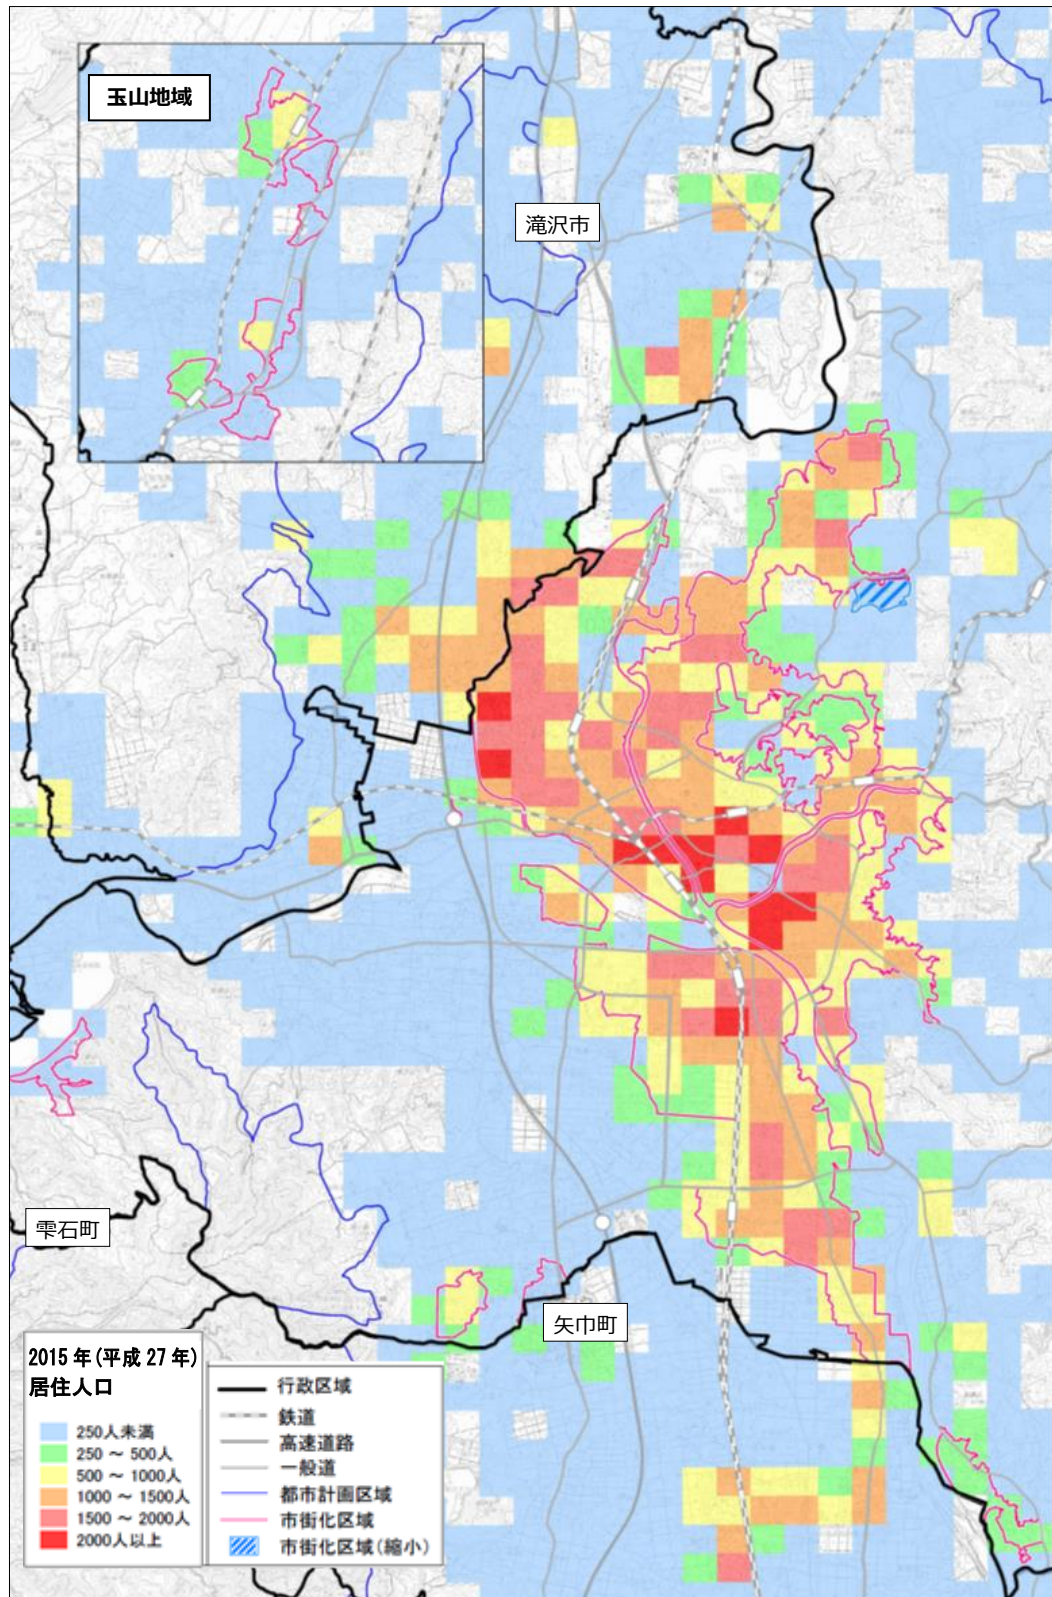 玉山地域
滝沢市
雫石町
矢巾町
2015年(平成27年)
居住人口
250人未満
250 ～ 500人
500 ～ 1000人
1000 ～ 1500人
1500 ～ 2000人
2000人以上
行政区域
鉄道
高速道路
一般道
都市計画区域
市街化区域
市街化区域(縮小)